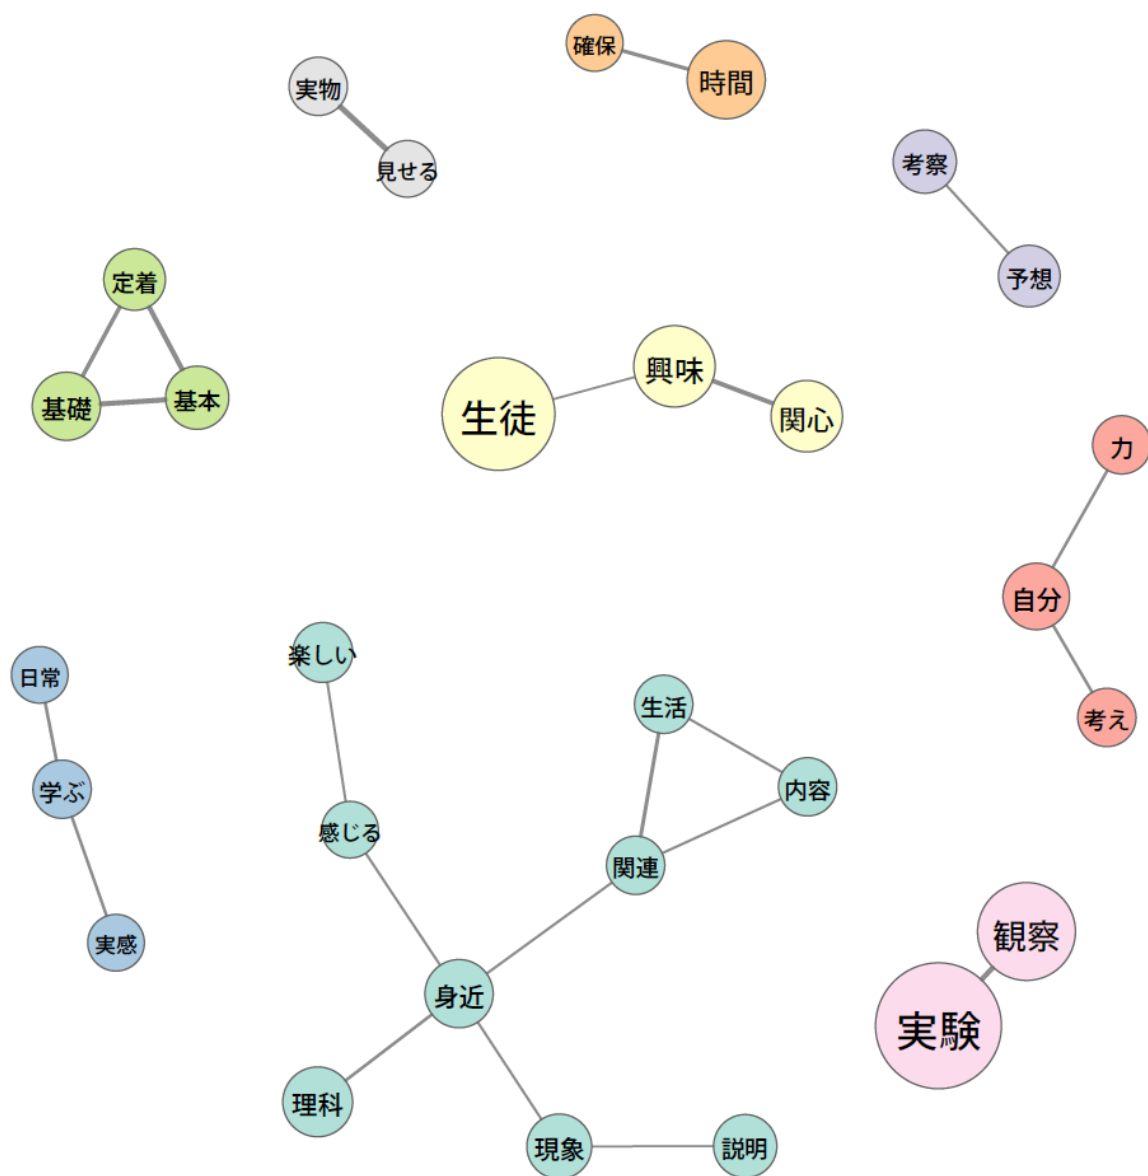 確保
時間
実物
見せる
考察
予想
定着
基礎
基本
生徒
興味
関心
力
自分
考え
日常
学ぶ
実感
楽しい
感じる
生活
内容
関連
身近
理科
現象
説明
観察
実験